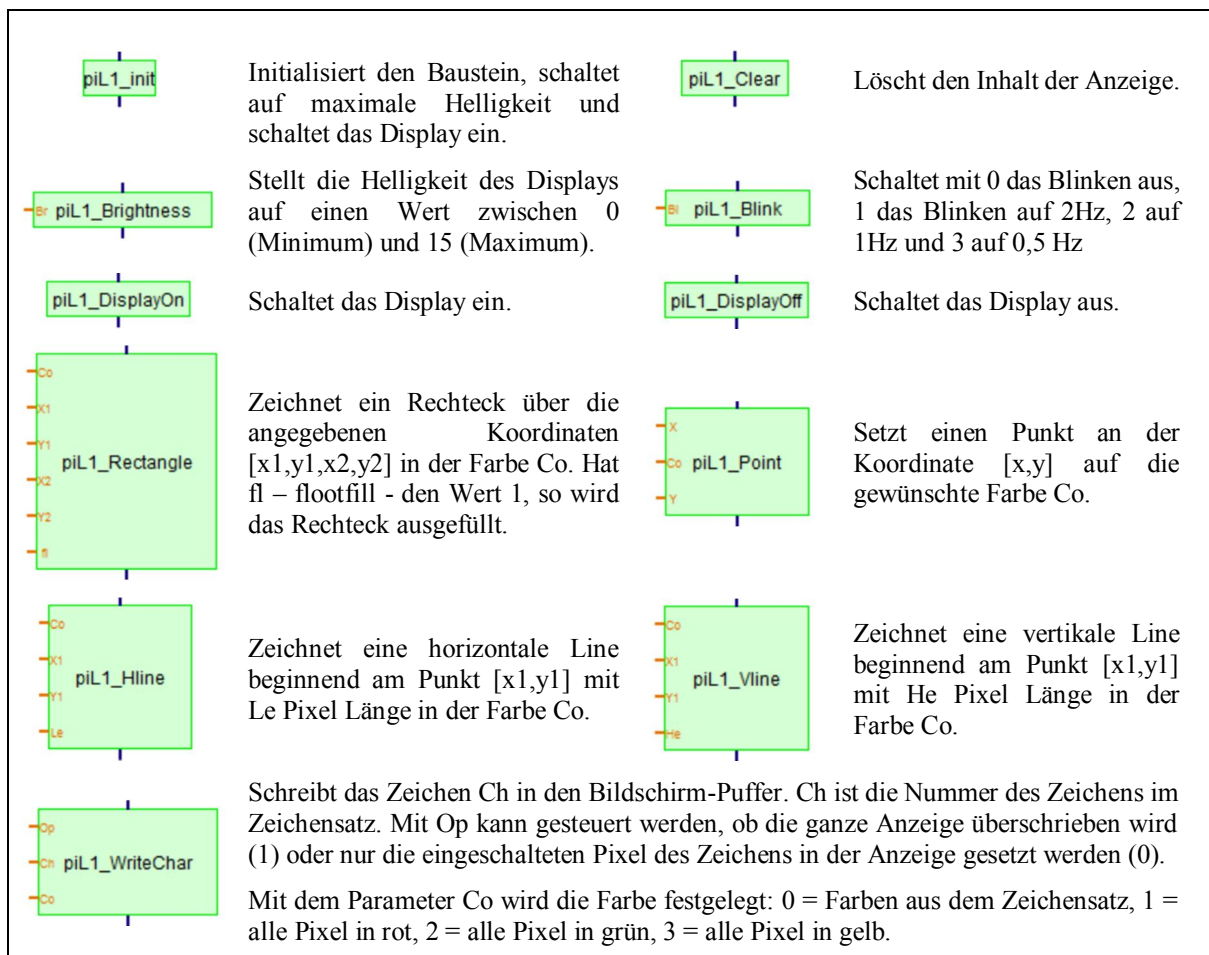 piL1_init
Initialisiert den Baustein, schaltet
auf maximale Helligkeit und
schaltet das Display ein.
piL1_Clear
Löscht den Inhalt der Anzeige.
Br piL1_Brightness
Stellt die Helligkeit des Displays
auf einen Wert zwischen 0
(Minimum) und 15 (Maximum).
Bl piL1_Blink
Schaltet mit 0 das Blinken aus,
1 das Blinken auf 2Hz, 2 auf
1Hz und 3 auf 0,5 Hz
piL1_DisplayOn
Schaltet das Display ein.
piL1_DisplayOff
Schaltet das Display aus.
Co
X1
Y1
piL1_Rectangle
X2
Y2
fl
Zeichnet ein Rechteck über die
angegebenen Koordinaten
[x1,y1,x2,y2] in der Farbe Co. Hat
fl – flootfill - den Wert 1, so wird
das Rechteck ausgefüllt.
X
Co piL1_Point
Y
Setzt einen Punkt an der
Koordinate [x,y] auf die
gewünschte Farbe Co.
Co
X1
piL1_Hline
Y1
Le
Zeichnet eine horizontale Line
beginnend am Punkt [x1,y1] mit
Le Pixel Länge in der Farbe Co.
Co
X1
piL1_Vline
Y1
He
Zeichnet eine vertikale Line
beginnend am Punkt [x1,y1]
mit He Pixel Länge in der
Farbe Co.
Op
Ch piL1_WriteChar
Co
Schreibt das Zeichen Ch in den Bildschirm-Puffer. Ch ist die Nummer des Zeichens im
Zeichensatz. Mit Op kann gesteuert werden, ob die ganze Anzeige überschrieben wird
(1) oder nur die eingeschalteten Pixel des Zeichens in der Anzeige gesetzt werden (0).
Mit dem Parameter Co wird die Farbe festgelegt: 0 = Farben aus dem Zeichensatz, 1 =
alle Pixel in rot, 2 = alle Pixel in grün, 3 = alle Pixel in gelb.